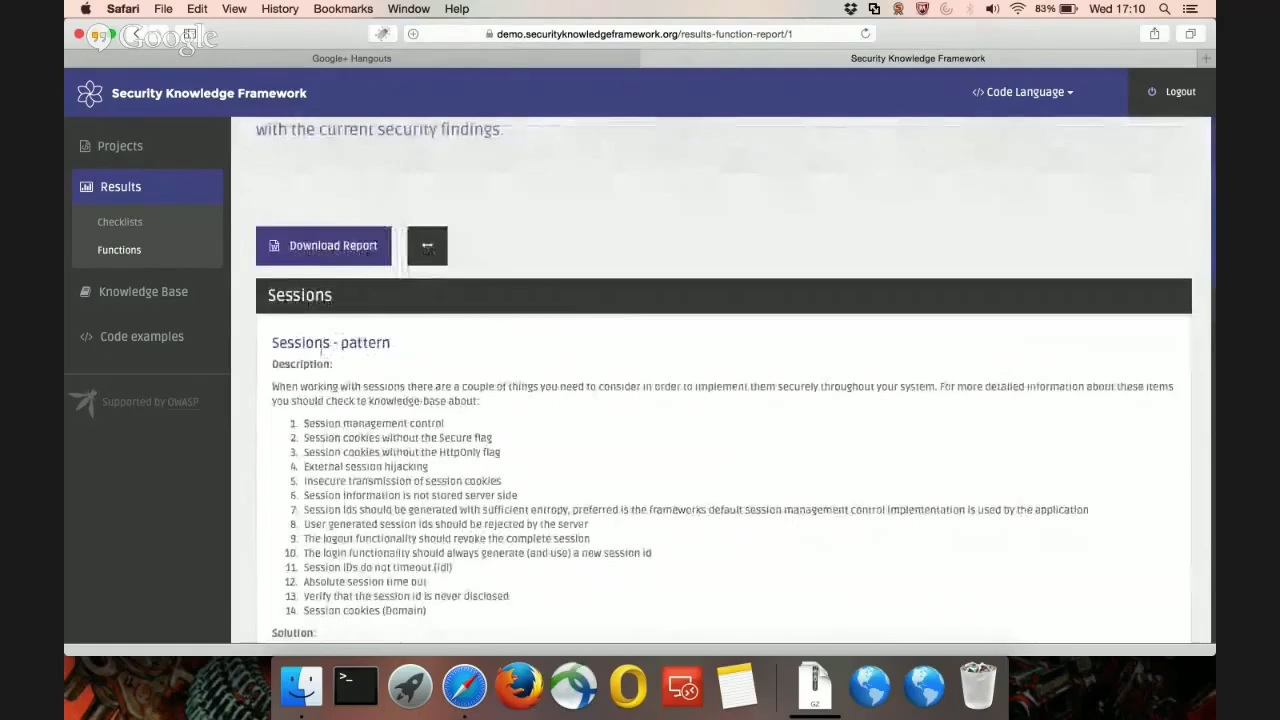 Safari File Edit View History Bookmarks Window Help 83% Wed 17:10
Google
demo.securityknowledgeframework.org/results-function-report/1
Google+ Hangouts Security Knowledge Framework
Security Knowledge Framework
Code Language
Logout
Projects
Results
Checklists
Functions
Knowledge Base
Code examples
Supported by OWASP
with the current security findings.
Download Report
Sessions
Sessions - pattern
Description:
When working with sessions there are a couple of things you need to consider in order to implement them securely throughout your system. For more detailed information about these items
you should check te knowledge-base about:
1. Session management control
2. Session cookies without the Secure flag
3. Session cookies without the HttpOnly flag
4. External session hijacking
5. Insecure transmission of session cookies
6. Session information is not stored server side
7. Session ids should be generated with sufficient entropy, preferred is the frameworks default session management control implementation is used by the application
8. User generated session ids should be rejected by the server
9. The logout functionality should revoke the complete session
10. The login functionality should always generate (and use) a new session id
11. Session IDs do not timeout (idl)
12. Absolute session time out
13. Verify that the session id is never disclosed
14. Session cookies (Domain)
Solution:
GZ